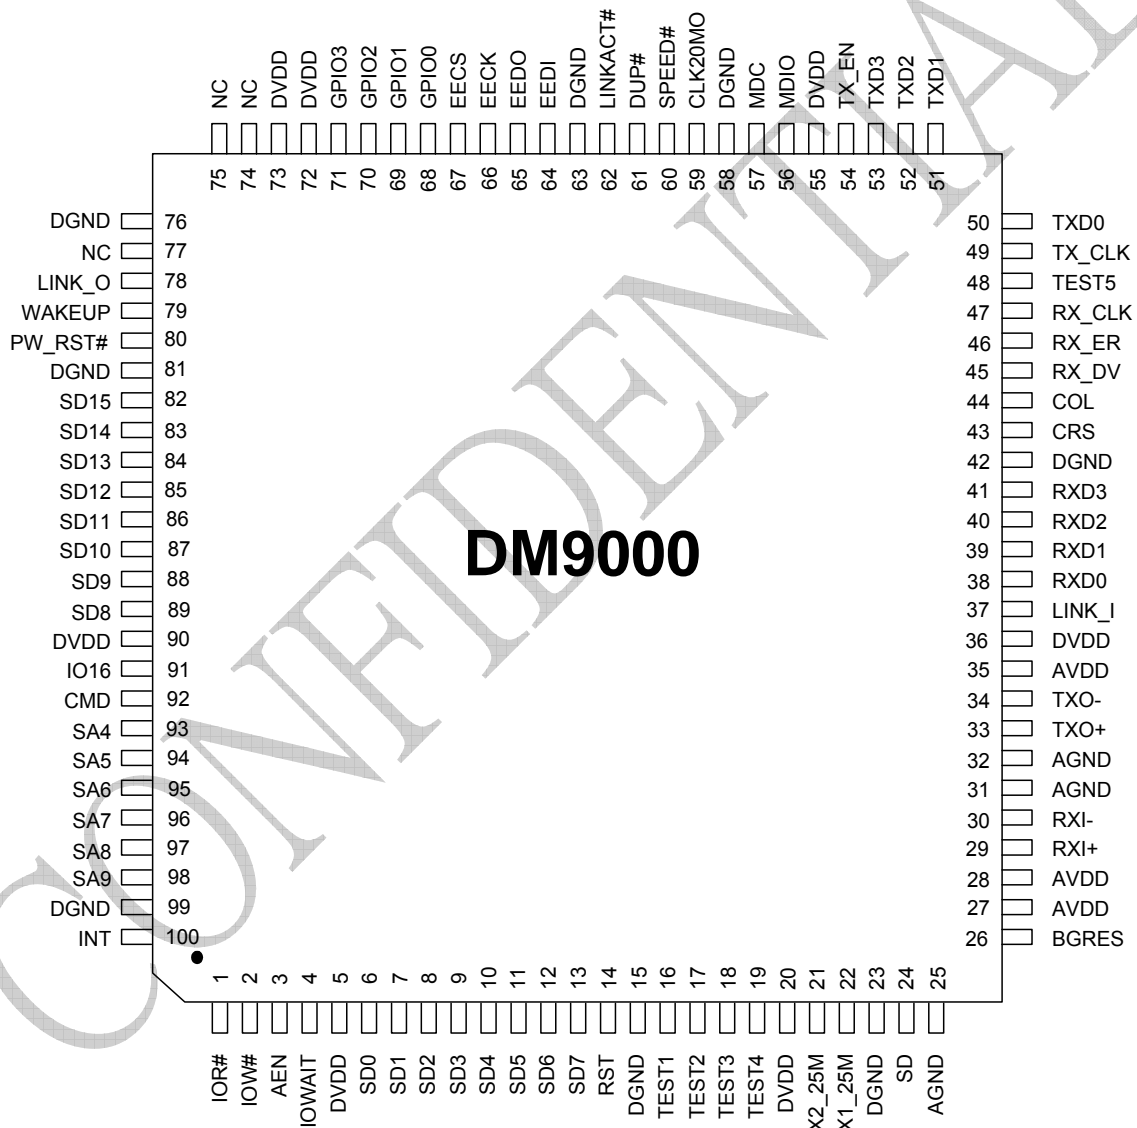 NC NC DVDD DVDD GPIO3 GPIO2 GPIO1 GPIO0 EECS EECK EEDO EEDI DGND LINKACT# DUP# SPEED# CLK20MO DGND MDC MDIO DVDD TX_EN TXD3 TXD2 TXD1
75 74 73 72 71 70 69 68 67 66 65 64 63 62 61 60 59 58 57 56 55 54 53 52 51
DGND 76 50 TXD0
NC 77 49 TX_CLK
LINK_O 78 48 TEST5
WAKEUP 79 47 RX_CLK
PW_RST# 80 46 RX_ER
DGND 81 45 RX_DV
SD15 82 44 COL
SD14 83 43 CRS
SD13 84 42 DGND
SD12 85 41 RXD3
SD11 86 40 RXD2
SD10 87 39 RXD1
SD9 88 38 RXD0
SD8 89 37 LINK_I
DVDD 90 36 DVDD
IO16 91 35 AVDD
CMD 92 34 TXO-
SA4 93 33 TXO+
SA5 94 32 AGND
SA6 95 31 AGND
SA7 96 30 RXI-
SA8 97 29 RXI+
SA9 98 28 AVDD
DGND 99 27 AVDD
INT 100 26 BGRES
DM9000
1 2 3 4 5 6 7 8 9 10 11 12 13 14 15 16 17 18 19 20 21 22 23 24 25
IOR# IOW# AEN IOWAIT DVDD SD0 SD1 SD2 SD3 SD4 SD5 SD6 SD7 RST DGND TEST1 TEST2 TEST3 TEST4 DVDD X2_25M X1_25M DGND SD AGND
CONFIDENTIAL